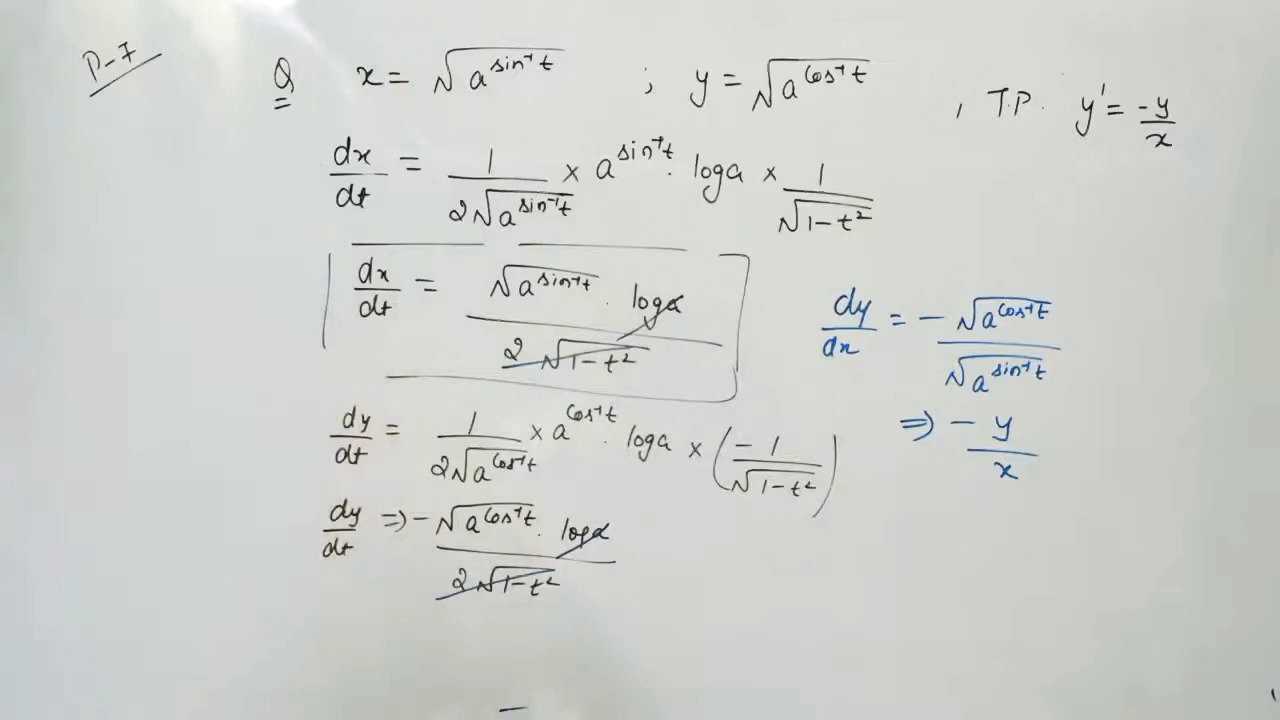 P-7
Q x = √(a^(sin⁻¹t)) ; y = √(a^(Cos⁻¹t)) , T.P. y' = -y/x
dx/dt = 1/(2√(a^(sin⁻¹t))) × a^(sin⁻¹t) · loga × 1/√(1-t²)
dx/dt = (√(a^(sin⁻¹t)) · loga)/(2√(1-t²))
dy/dt = 1/(2√(a^(Cos⁻¹t))) × a^(Cos⁻¹t) · loga × (-1/√(1-t²))
dy/dt ⇒ -(√(a^(Cos⁻¹t)) · loga)/(2√(1-t²))
dy/dx = -√(a^(Cos⁻¹t))/√(a^(sin⁻¹t))
⇒ -y/x